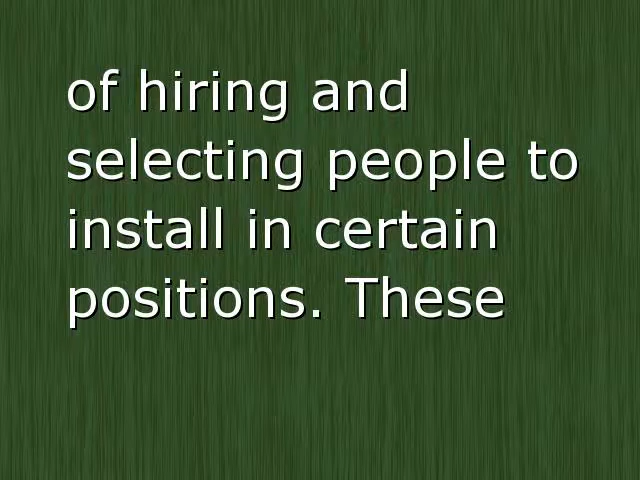 of hiring and
selecting people to
install in certain
positions. These